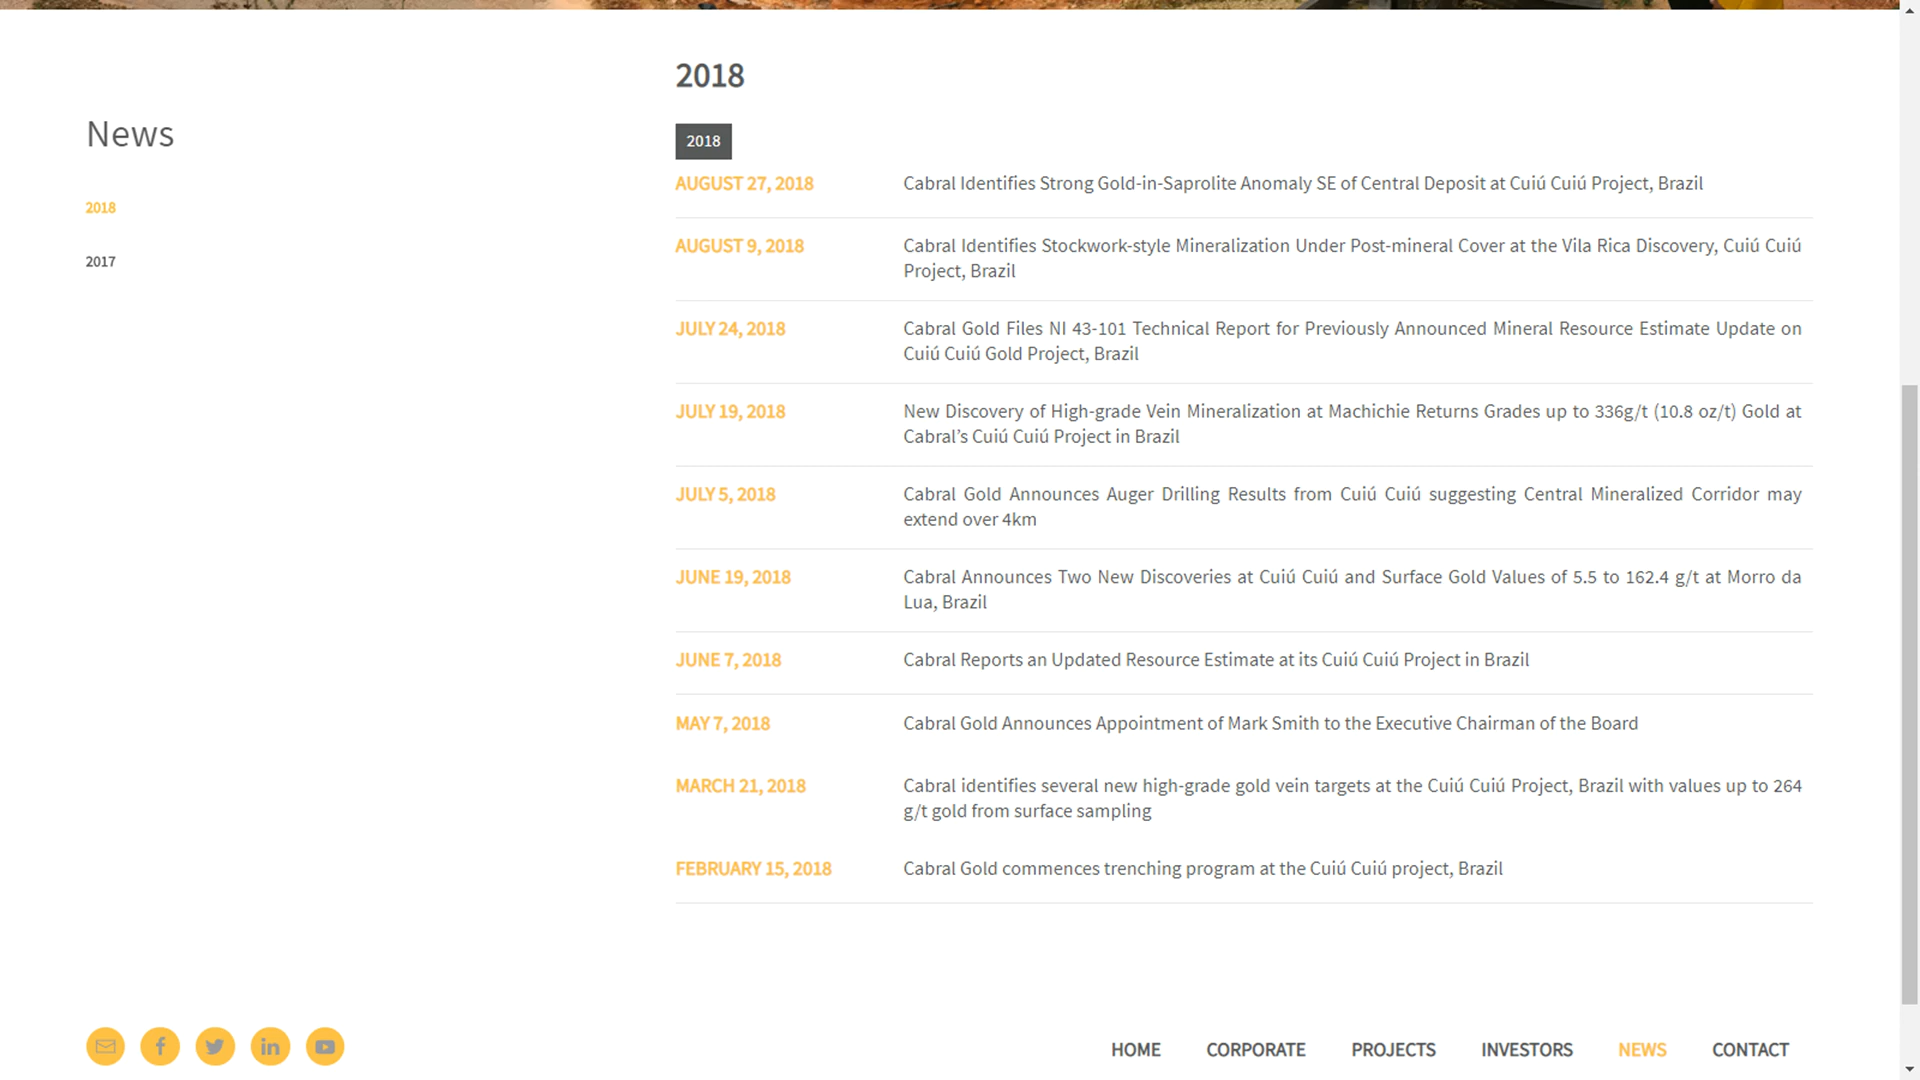 2018
News
2018
2018
2017
AUGUST 27, 2018 Cabral Identifies Strong Gold-in-Saprolite Anomaly SE of Central Deposit at Cuiú Cuiú Project, Brazil
AUGUST 9, 2018 Cabral Identifies Stockwork-style Mineralization Under Post-mineral Cover at the Vila Rica Discovery, Cuiú Cuiú
Project, Brazil
JULY 24, 2018 Cabral Gold Files NI 43-101 Technical Report for Previously Announced Mineral Resource Estimate Update on
Cuiú Cuiú Gold Project, Brazil
JULY 19, 2018 New Discovery of High-grade Vein Mineralization at Machichie Returns Grades up to 336g/t (10.8 oz/t) Gold at
Cabral’s Cuiú Cuiú Project in Brazil
JULY 5, 2018 Cabral Gold Announces Auger Drilling Results from Cuiú Cuiú suggesting Central Mineralized Corridor may
extend over 4km
JUNE 19, 2018 Cabral Announces Two New Discoveries at Cuiú Cuiú and Surface Gold Values of 5.5 to 162.4 g/t at Morro da
Lua, Brazil
JUNE 7, 2018 Cabral Reports an Updated Resource Estimate at its Cuiú Cuiú Project in Brazil
MAY 7, 2018 Cabral Gold Announces Appointment of Mark Smith to the Executive Chairman of the Board
MARCH 21, 2018 Cabral identifies several new high-grade gold vein targets at the Cuiú Cuiú Project, Brazil with values up to 264
g/t gold from surface sampling
FEBRUARY 15, 2018 Cabral Gold commences trenching program at the Cuiú Cuiú project, Brazil
HOME CORPORATE PROJECTS INVESTORS NEWS CONTACT